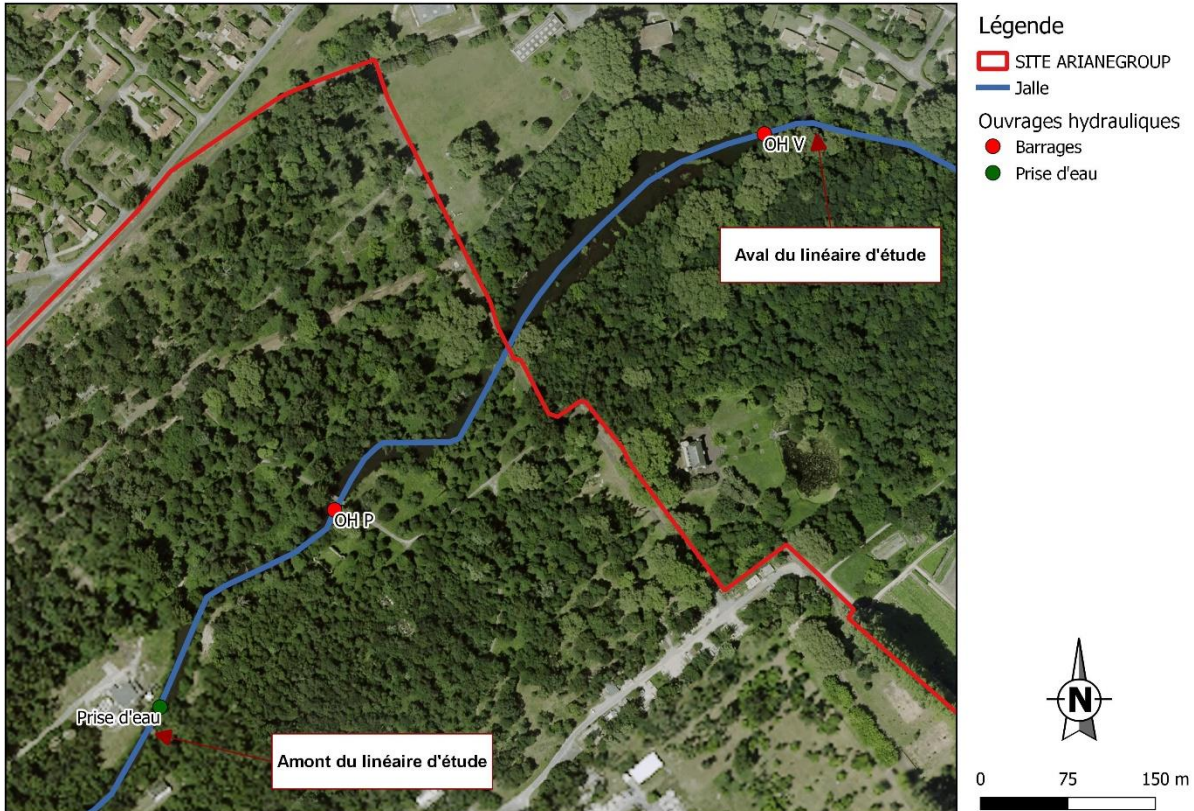 Légende
SITE ARIANEGROUP
Jalle
Ouvrages hydrauliques
Barrages
Prise d'eau
OH V
Aval du linéaire d'étude
OH P
Prise d'eau
Amont du linéaire d'étude
N
0 75 150 m